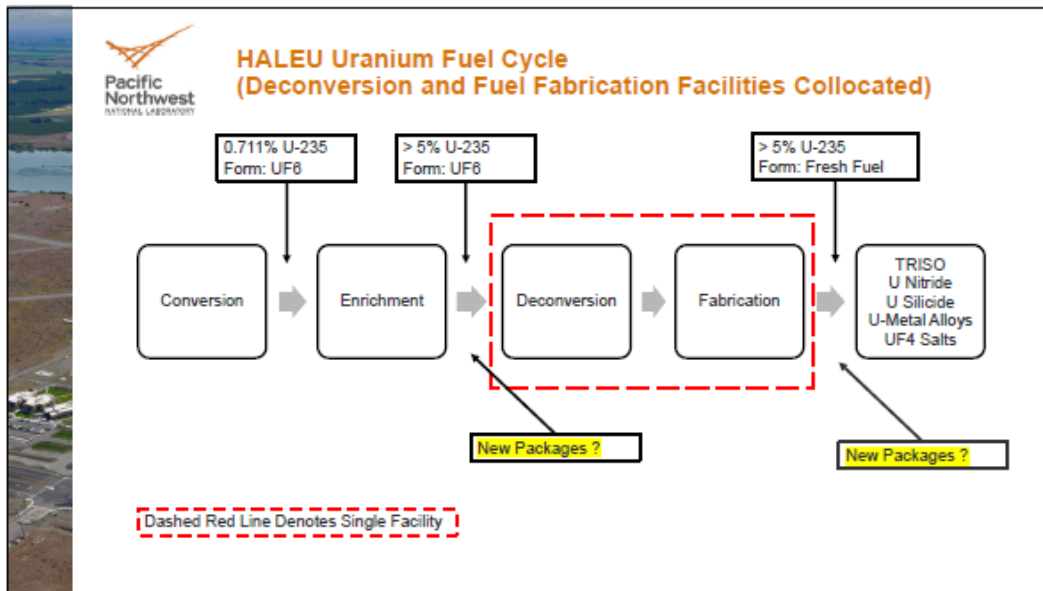 Pacific
Northwest
NATIONAL LABORATORY
HALEU Uranium Fuel Cycle
(Deconversion and Fuel Fabrication Facilities Collocated)
0.711% U-235
Form: UF6
> 5% U-235
Form: UF6
> 5% U-235
Form: Fresh Fuel
Conversion
Enrichment
Deconversion
Fabrication
TRISO
U Nitride
U Silicide
U-Metal Alloys
UF4 Salts
New Packages ?
New Packages ?
Dashed Red Line Denotes Single Facility